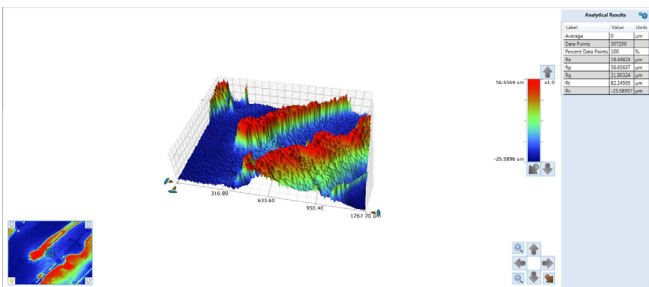 Analytical Results
Label Value Units
Average 0 µm
Data Points 307200
Percent Data Points 100 %
Ra 18.44824 µm
Rp 56.65637 µm
Rq 21.90324 µm
Rt 82.24595 µm
Rv -25.58957 µm
56.6564 um x1.0
-25.5896 um
316.80
633.60
950.40
1267.20 um